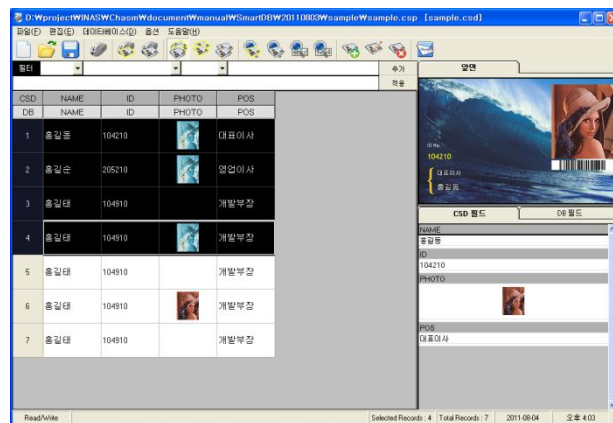 D:\project\INAS\Chasm\document\manual\SmartDB\20110803\sample\sample.csp [sample.csd]
파일(F) 편집(E) 데이터베이스(D) 옵션 도움말(H)
필터
추가
적용
CSD NAME ID PHOTO POS
DB NAME ID PHOTO POS
1 홍길동 104210 대표이사
2 홍길순 205210 영업이사
3 홍길태 104910 개발부장
4 홍길태 104910 개발부장
5 홍길태 104910 개발부장
6 홍길태 104910 개발부장
7 홍길태 104910 개발부장
앞면
ID No.
104210
대표이사
홍길동
CSD 필드 DB 필드
NAME
홍길동
ID
104210
PHOTO
POS
대표이사
Read/Write Selected Records : 4 Total Records : 7 2011-08-04 오후 4:03